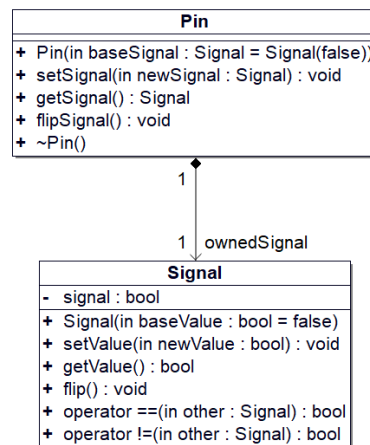 Pin
+ Pin(in baseSignal : Signal = Signal(false))
+ setSignal(in newSignal : Signal) : void
+ getSignal() : Signal
+ flipSignal() : void
+ ~Pin()
1
1 ownedSignal
Signal
- signal : bool
+ Signal(in baseValue : bool = false)
+ setValue(in newValue : bool) : void
+ getValue() : bool
+ flip() : void
+ operator ==(in other : Signal) : bool
+ operator !=(in other : Signal) : bool